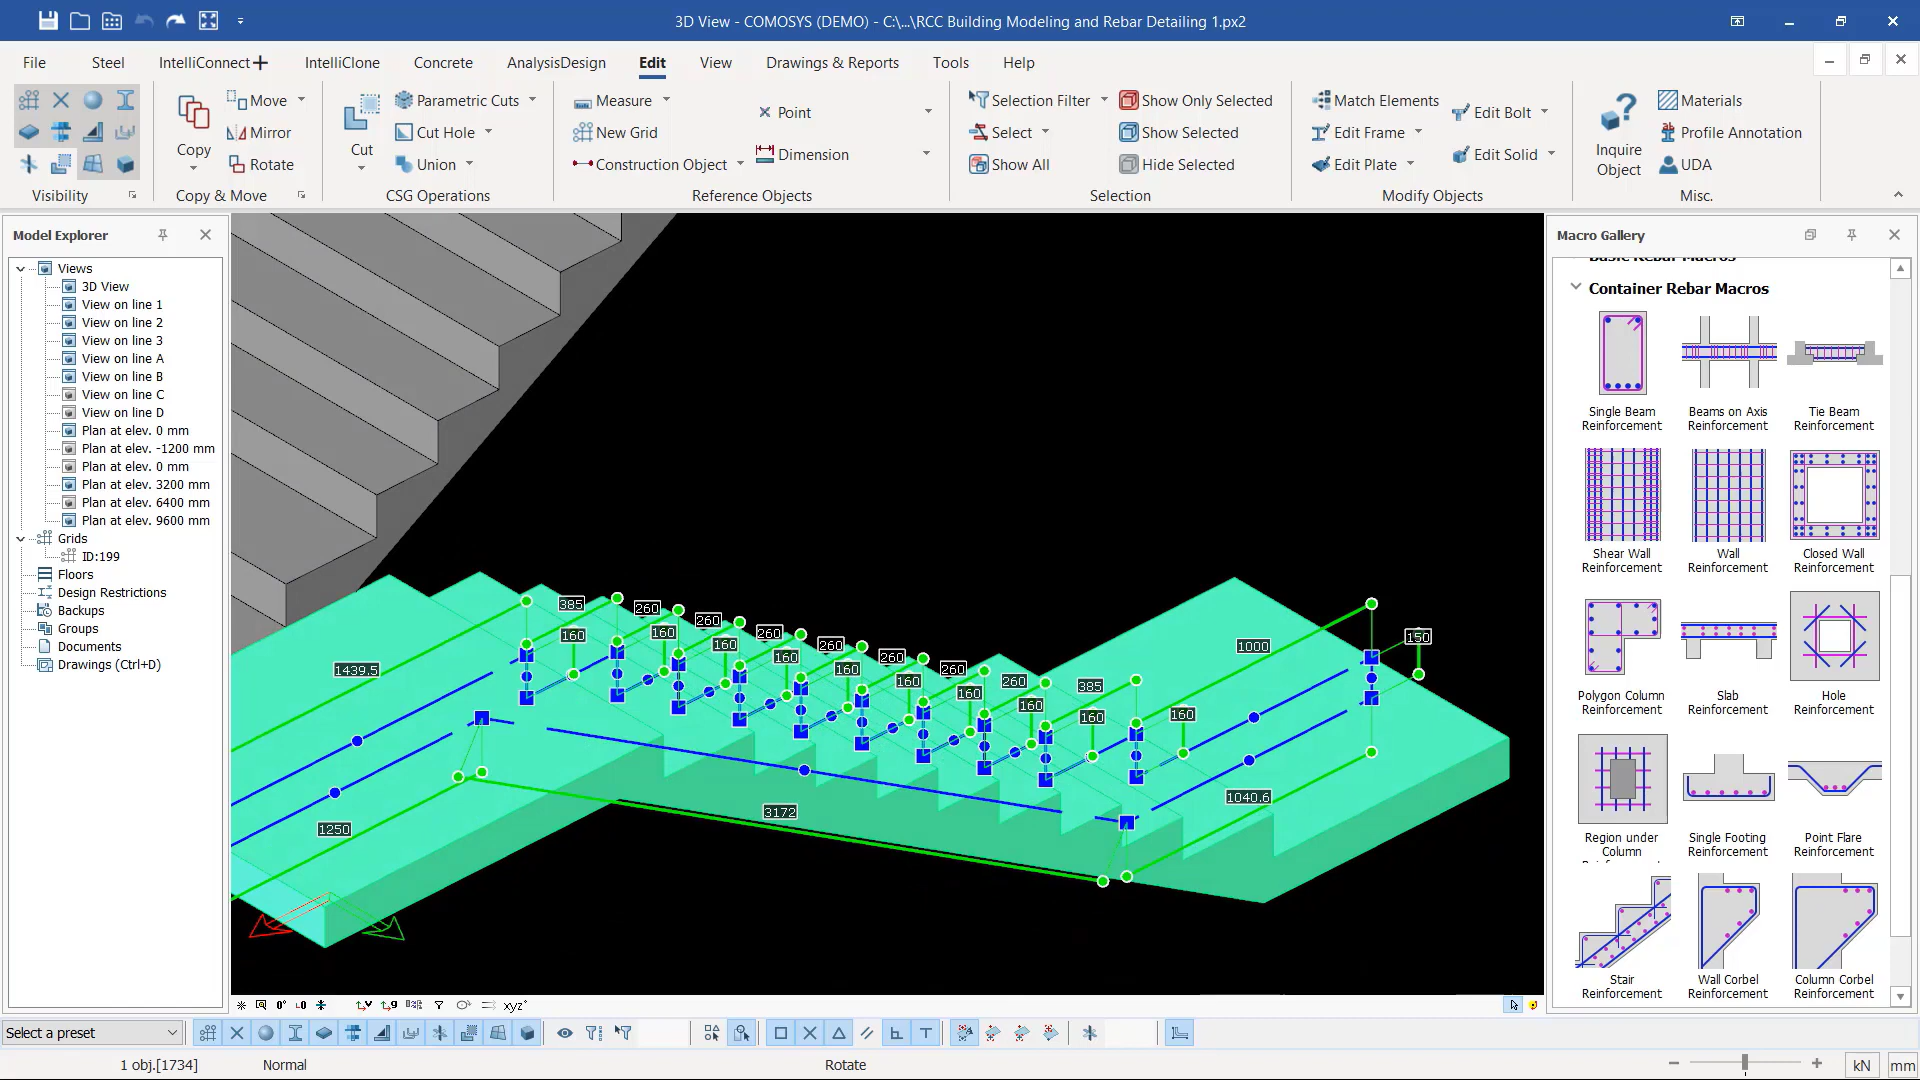 3D View - COMOSYS (DEMO) - C:\...\RCC Building Modeling and Rebar Detailing 1.px2
File Steel IntelliConnect IntelliClone Concrete AnalysisDesign Edit View Drawings & Reports Tools Help
Move Parametric Cuts Measure Point Selection Filter Show Only Selected Match Elements Edit Bolt Materials
Mirror Cut Hole New Grid Select Show Selected Edit Frame Profile Annotation
Copy Cut Dimension Edit Solid Inquire Object
Rotate Union Construction Object Show All Hide Selected Edit Plate UDA
Visibility Copy & Move CSG Operations Reference Objects Selection Modify Objects Misc.
Model Explorer
Views
3D View
View on line 1
View on line 2
View on line 3
View on line A
View on line B
View on line C
View on line D
Plan at elev. 0 mm
Plan at elev. -1200 mm
Plan at elev. 0 mm
Plan at elev. 3200 mm
Plan at elev. 6400 mm
Plan at elev. 9600 mm
Grids
ID:199
Floors
Design Restrictions
Backups
Groups
Documents
Drawings (Ctrl+D)
385 260 260 260 260 260 260 260 385
160 160 160 160 160 160 160 160 160 160
1439.5
1000
150
1250
3172
1040.6
xyz
Macro Gallery
Basic Rebar Macros
Container Rebar Macros
Single Beam Reinforcement
Beams on Axis Reinforcement
Tie Beam Reinforcement
Shear Wall Reinforcement
Wall Reinforcement
Closed Wall Reinforcement
Polygon Column Reinforcement
Slab Reinforcement
Hole Reinforcement
Region under Column
Single Footing Reinforcement
Point Flare Reinforcement
Stair Reinforcement
Wall Corbel Reinforcement
Column Corbel Reinforcement
Select a preset
1 obj.[1734] Normal Rotate kN mm